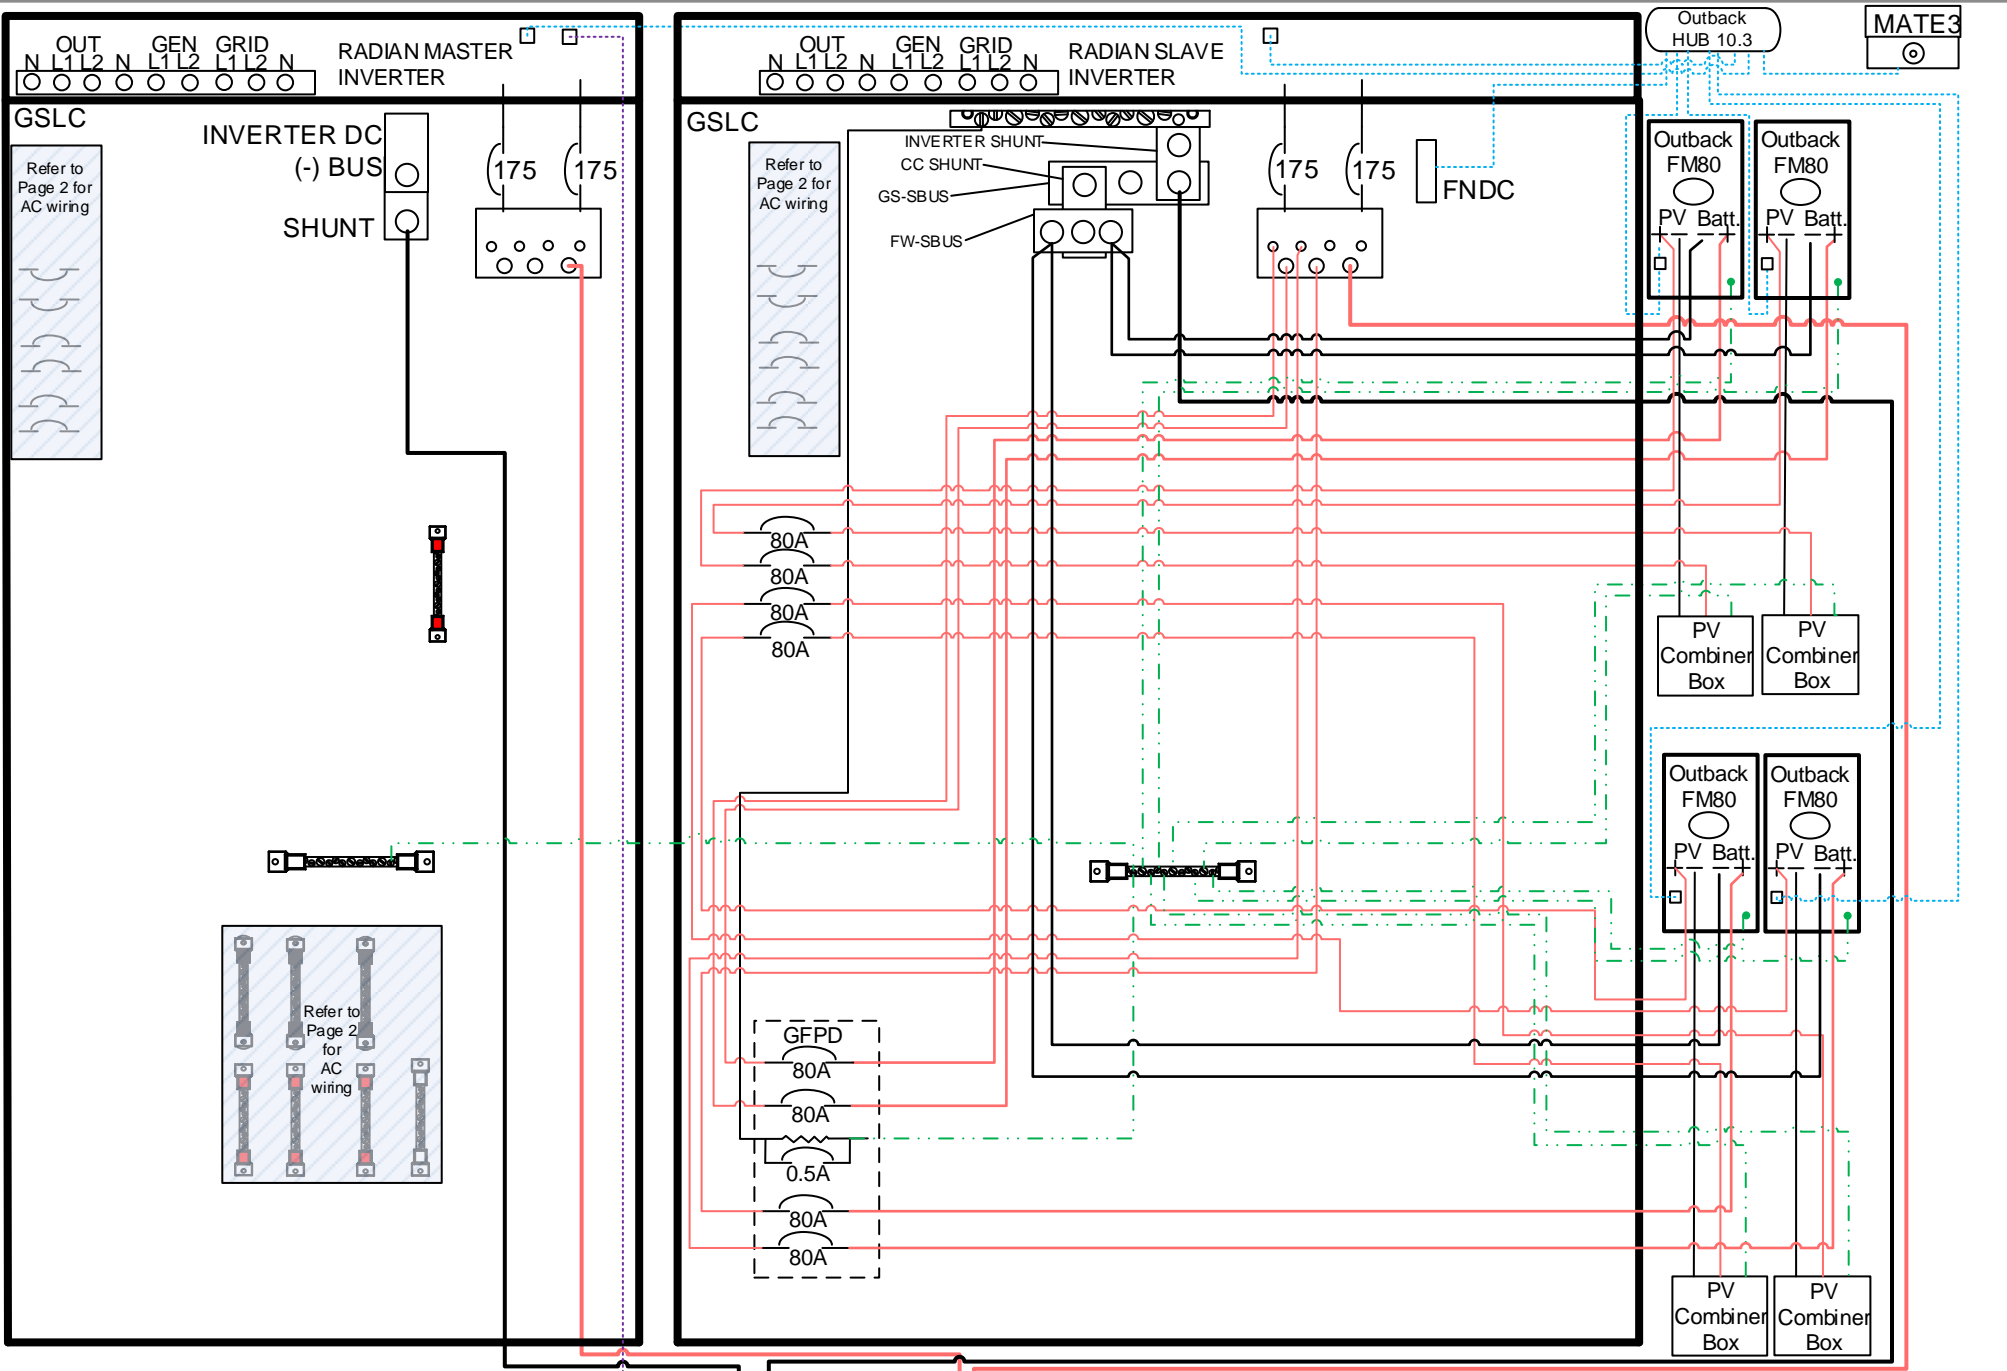 OUT GEN GRID
N L1 L2 N L1 L2 L1 L2 N
RADIAN MASTER
INVERTER
GSLC
Refer to
Page 2 for
AC wiring
INVERTER DC
(-) BUS
SHUNT
175 175
Refer to
Page 2
for
AC
wiring
OUT GEN GRID
N L1 L2 N L1 L2 L1 L2 N
RADIAN SLAVE
INVERTER
GSLC
Refer to
Page 2 for
AC wiring
INVERTER SHUNT
CC SHUNT
GS-SBUS
FW-SBUS
175 175
FNDC
80A
80A
80A
80A
GFPD
80A
80A
0.5A
80A
80A
Outback
HUB 10.3
MATE3
Outback
FM80
PV Batt.
Outback
FM80
PV Batt.
PV
Combiner
Box
PV
Combiner
Box
Outback
FM80
PV Batt.
Outback
FM80
PV Batt.
PV
Combiner
Box
PV
Combiner
Box